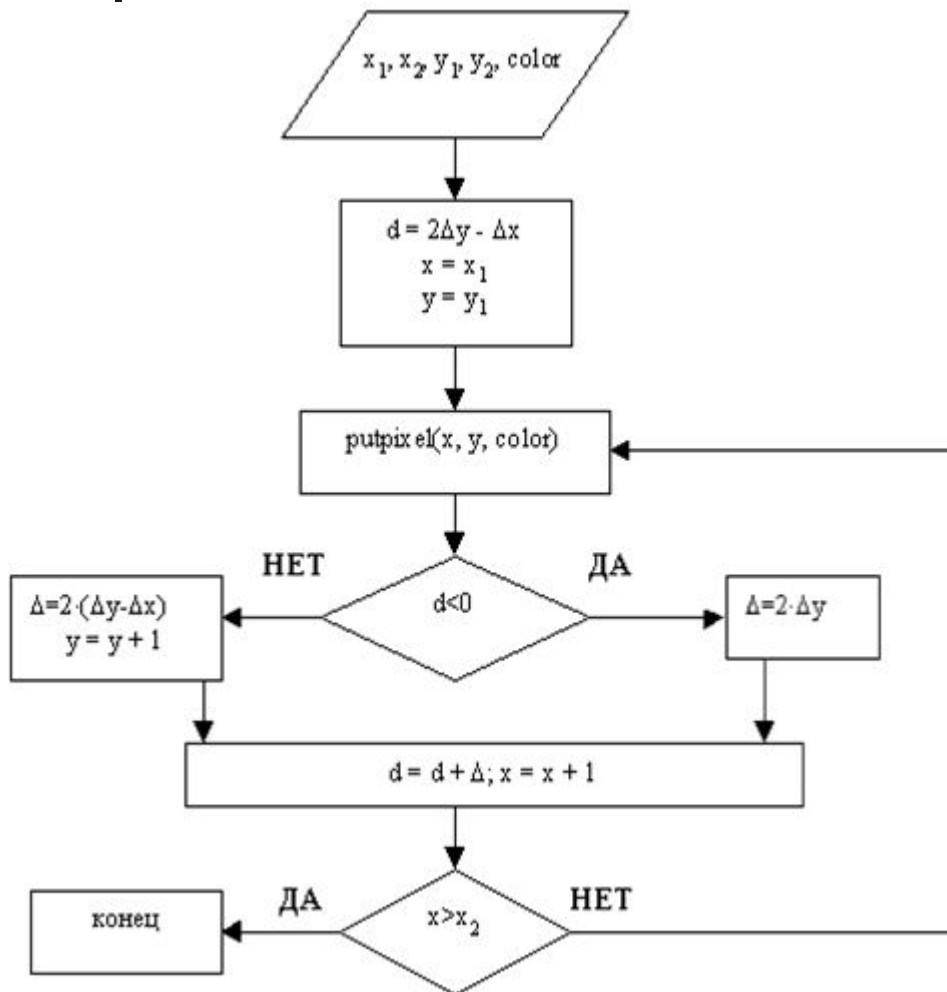 x₁, x₂, y₁, y₂, color
d = 2Δy - Δx
x = x₁
y = y₁
putpixel(x, y, color)
НЕТ
ДА
d<0
Δ=2·(Δy-Δx)
y = y + 1
Δ=2·Δy
d = d + Δ; x = x + 1
ДА
НЕТ
конец
x>x₂